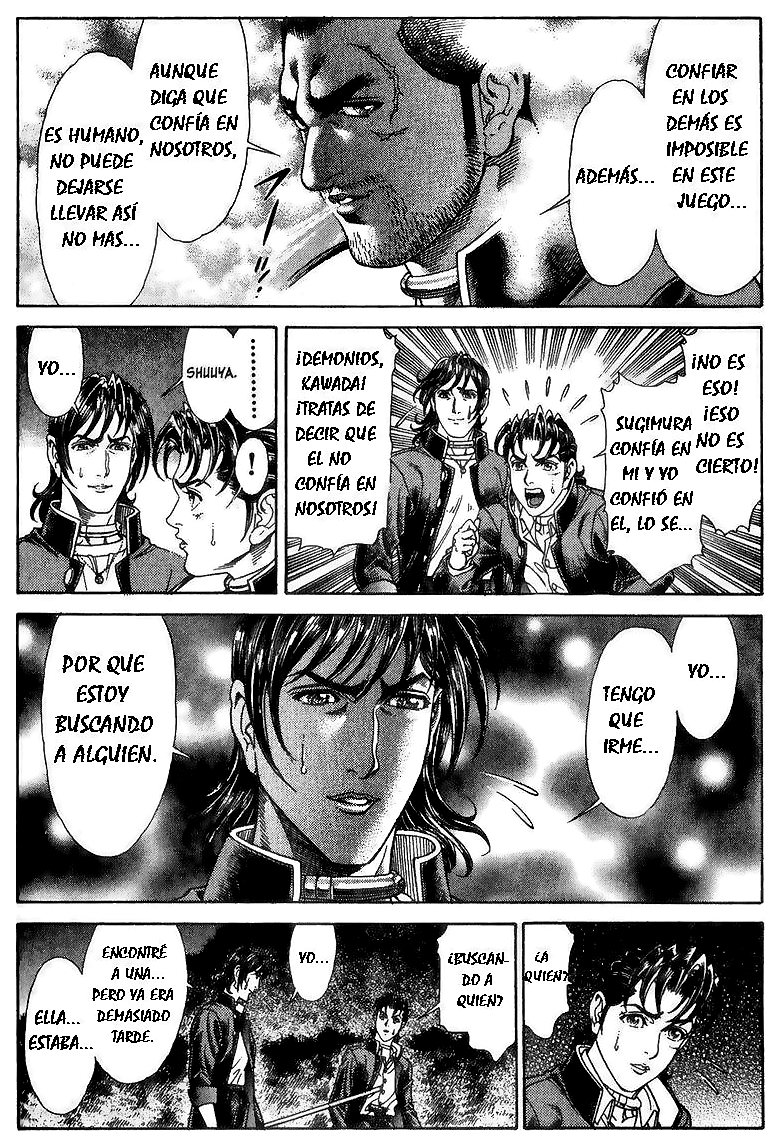 CONFIAR
EN LOS
DEMÁS ES
IMPOSIBLE
EN ESTE
JUEGO...
ADEMÁS...
AUNQUE
DIGA QUE
CONFÍA EN
NOSOTROS,
ES HUMANO,
NO PUEDE
DEJARSE
LLEVAR ASÍ
NO MAS...
¡NO ES
ESO!
¡ESO
NO ES
CIERTO!
SUGIMURA
CONFÍA EN
MI Y YO
CONFIÓ EN
EL, LO SE...
¡DEMONIOS,
KAWADA!
¡TRATAS DE
DECIR QUE
EL NO
CONFÍA EN
NOSOTROS!
........
SHUUYA.
!
YO...
YO...
TENGO
QUE
IRME...
POR QUE
ESTOY
BUSCANDO
A ALGUIEN.
¿A
QUIEN?
¿BUSCAN-
DO A
QUIEN?
YO...
ENCONTRÉ
A UNA...
PERO YA ERA
DEMASIADO
TARDE.
ELLA...
ESTABA...